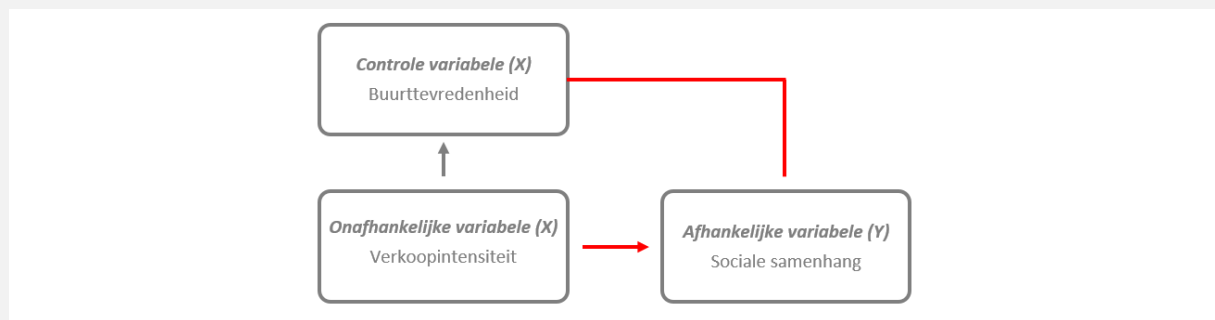 Controle variabele (X)
Buurttevredenheid
Onafhankelijke variabele (X)
Verkoopintensiteit
Afhankelijke variabele (Y)
Sociale samenhang